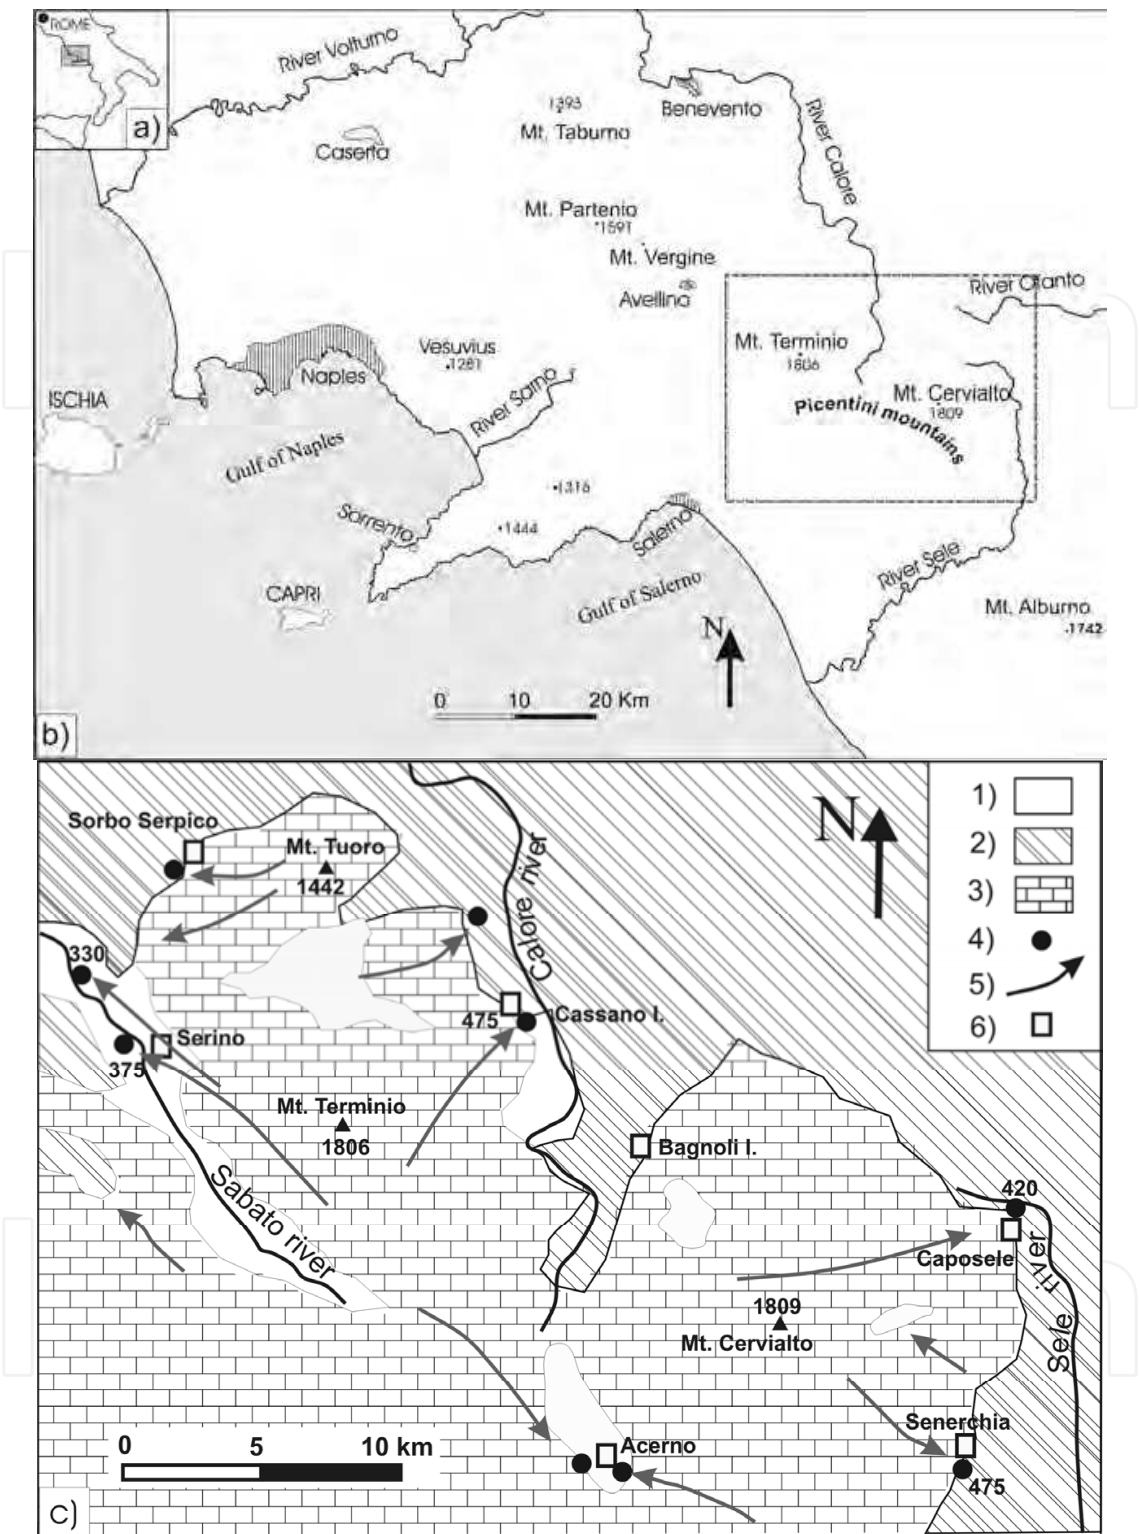 ROME
a)
River Volturno
1393
Mt. Taburno
Benevento
River Calore
Caserta
Mt. Partenio
1591
Mt. Vergine
Avellino
River Ofanto
Mt. Terminio
1806
Vesuvius
1281
Naples
River Sarno
Mt. Cervialto
1809
Picentini mountains
ISCHIA
Gulf of Naples
1316
1444
Sorrento
Salerno
River Sele
CAPRI
Gulf of Salerno
Mt. Alburno
1742
N
0 10 20 Km
b)
Sorbo Serpico
Mt. Tuoro
1442
Calore river
N
1)
2)
3)
4)
5)
6)
330
475
Cassano I.
Serino
375
Mt. Terminio
1806
Bagnoli I.
Sabato river
420
Caposele
Sele river
1809
Mt. Cervialto
Senerchia
475
Acerno
0 5 10 km
c)